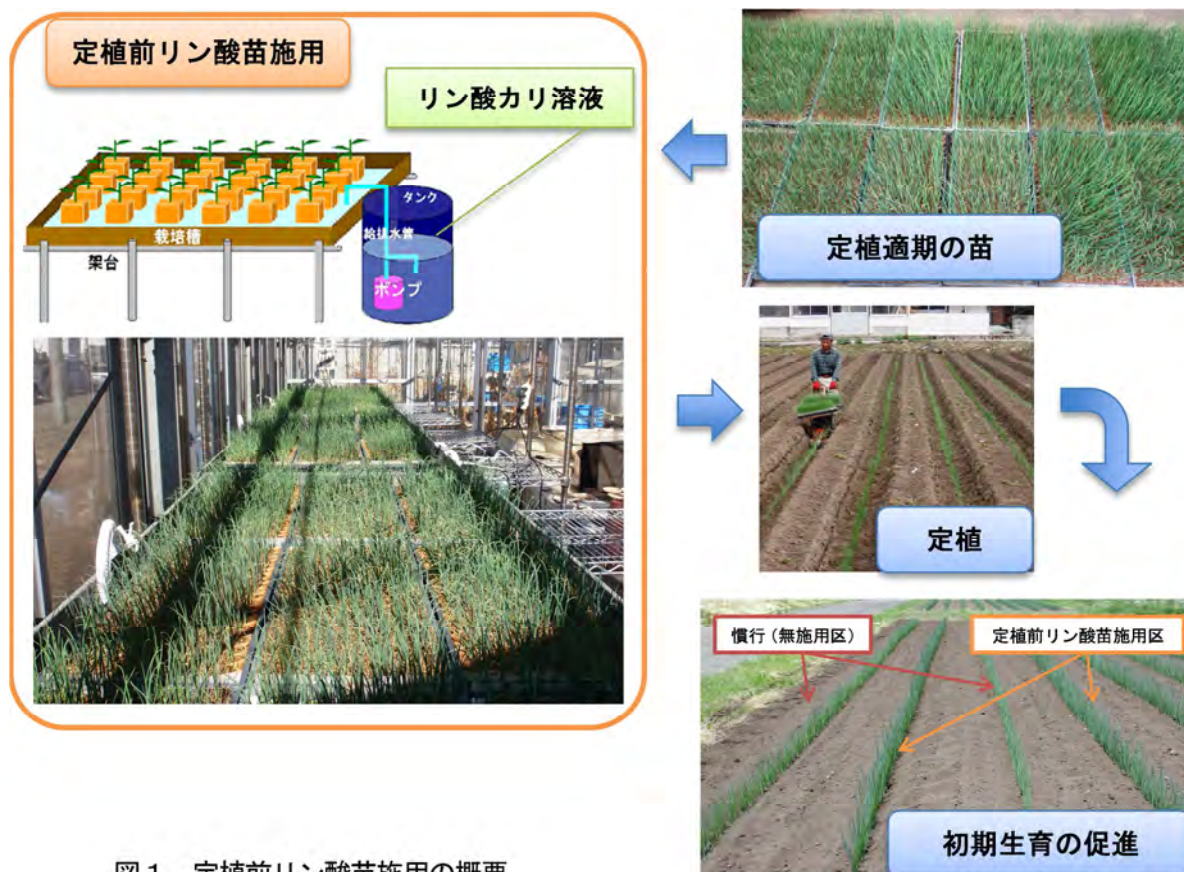 定植前リン酸苗施用
リン酸カリ溶液
タンク
給排水管
ポンプ
栽培槽
架台
定植適期の苗
定植
慣行（無施用区）
定植前リン酸苗施用区
初期生育の促進
図１　定植前リン酸苗施用の概要